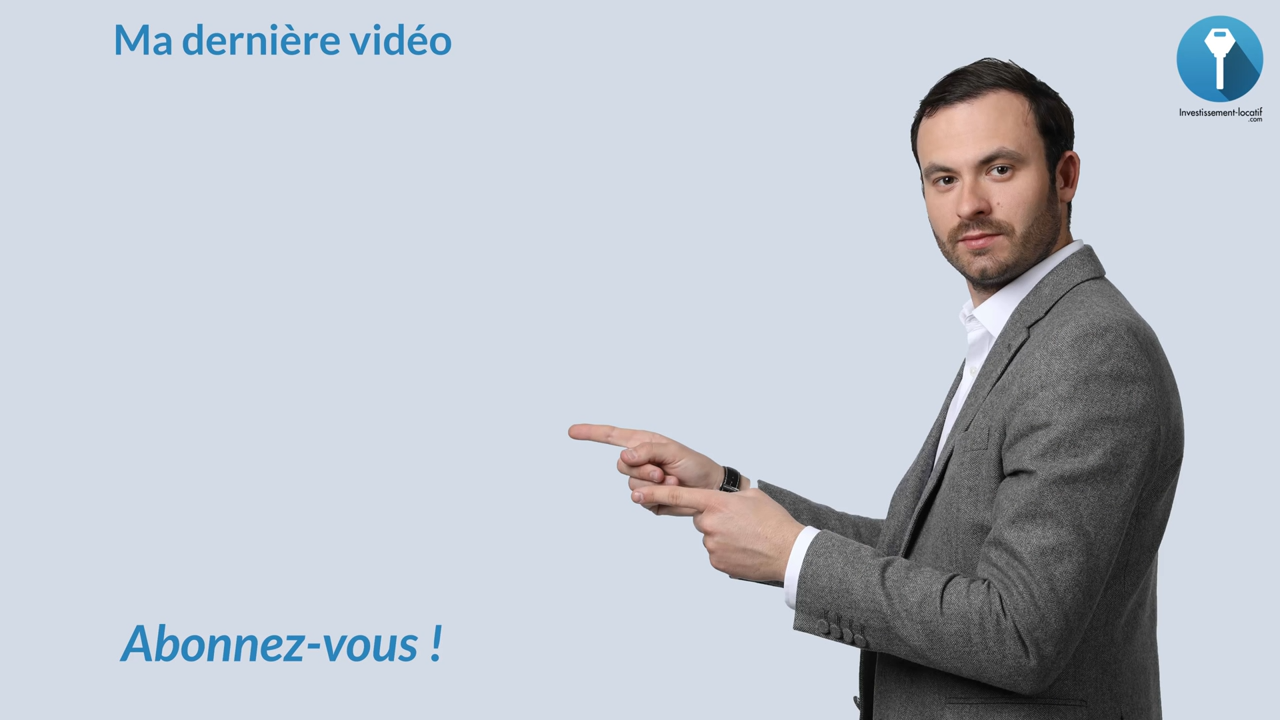 Ma dernière vidéo
Investissement-locatif
.com
Abonnez-vous !